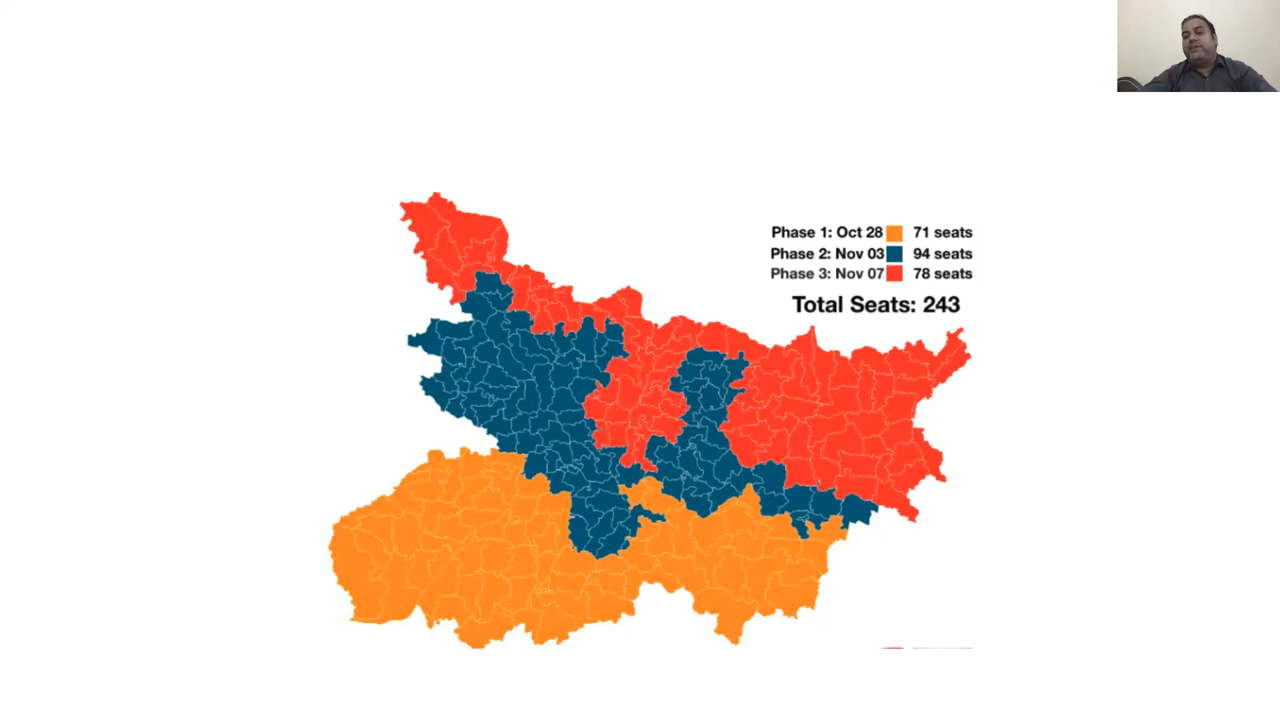 Phase 1: Oct 28 71 seats
Phase 2: Nov 03 94 seats
Phase 3: Nov 07 78 seats
Total Seats: 243